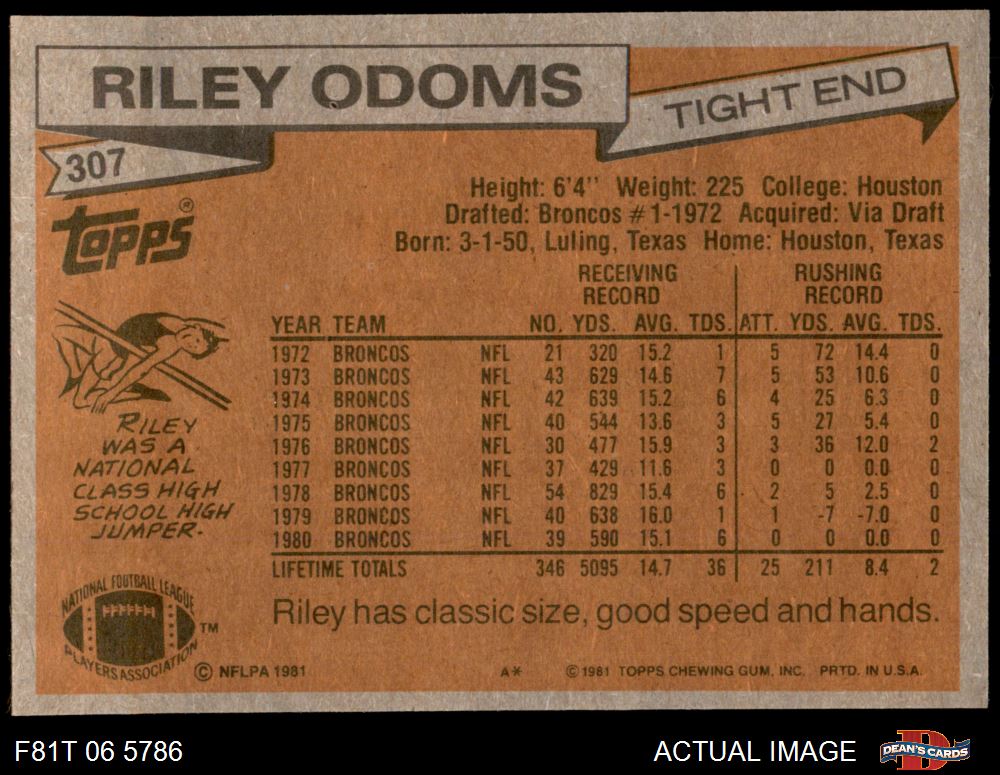 RILEY ODOMS
TIGHT END
307
TOPPS®
Height: 6'4" Weight: 225 College: Houston
Drafted: Broncos #1-1972 Acquired: Via Draft
Born: 3-1-50, Luling, Texas Home: Houston, Texas
RECEIVING RECORD RUSHING RECORD
YEAR TEAM NO. YDS. AVG. TDS. ATT. YDS. AVG. TDS.
1972 BRONCOS NFL 21 320 15.2 1 5 72 14.4 0
1973 BRONCOS NFL 43 629 14.6 7 5 53 10.6 0
1974 BRONCOS NFL 42 639 15.2 6 4 25 6.3 0
1975 BRONCOS NFL 40 544 13.6 3 5 27 5.4 0
1976 BRONCOS NFL 30 477 15.9 3 3 36 12.0 2
1977 BRONCOS NFL 37 429 11.6 3 0 0 0.0 0
1978 BRONCOS NFL 54 829 15.4 6 2 5 2.5 0
1979 BRONCOS NFL 40 638 16.0 1 1 -7 -7.0 0
1980 BRONCOS NFL 39 590 15.1 6 0 0 0.0 0
LIFETIME TOTALS 346 5095 14.7 36 25 211 8.4 2
RILEY
WAS A
NATIONAL
CLASS HIGH
SCHOOL HIGH
JUMPER.
Riley has classic size, good speed and hands.
NATIONAL FOOTBALL LEAGUE
PLAYERS ASSOCIATION
TM
© NFLPA 1981 A* © 1981 TOPPS CHEWING GUM, INC. PRTD. IN U.S.A.
F81T 06 5786 ACTUAL IMAGE D DEAN'S CARDS